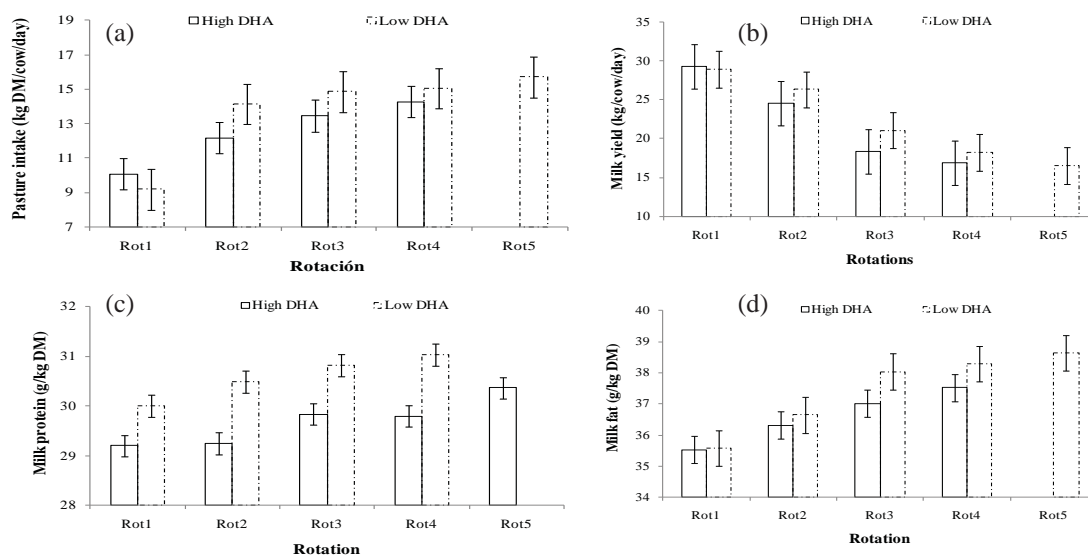 (a)
High DHA Low DHA
Pasture intake (kg DM/cow/day)
19
17
15
13
11
9
7
Rot1 Rot2 Rot3 Rot4 Rot5
Rotación
(b)
High DHA Low DHA
Milk yield (kg/cow/day)
35
30
25
20
15
10
Rot1 Rot2 Rot3 Rot4 Rot5
Rotations
(c)
High DHA Low DHA
Milk protein (g/kg DM)
32
31
30
29
28
Rot1 Rot2 Rot3 Rot4 Rot5
Rotation
(d)
High DHA Low DHA
Milk fat (g/kg DM)
40
39
38
37
36
35
34
Rot1 Rot2 Rot3 Rot4 Rot5
Rotation